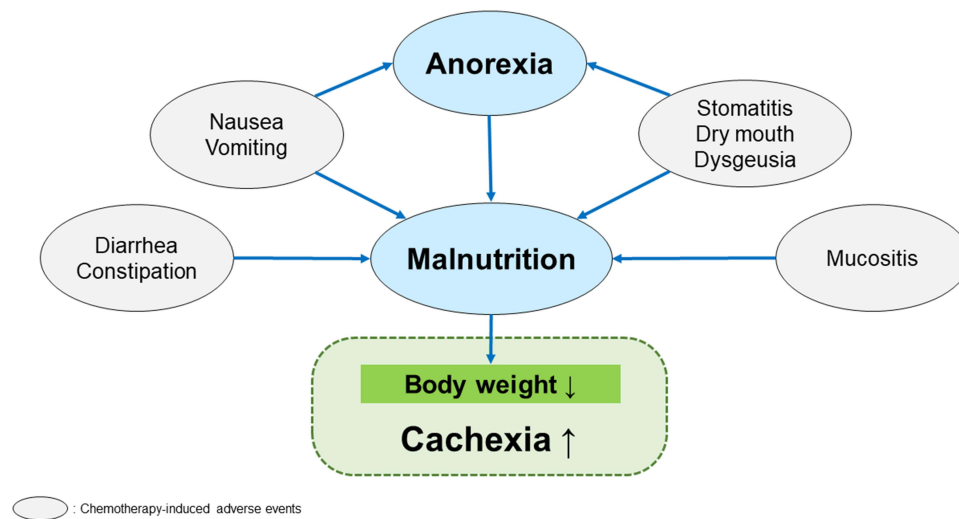 Anorexia
Nausea
Vomiting
Stomatitis
Dry mouth
Dysgeusia
Diarrhea
Constipation
Malnutrition
Mucositis
Body weight ↓
Cachexia ↑
: Chemotherapy-induced adverse events